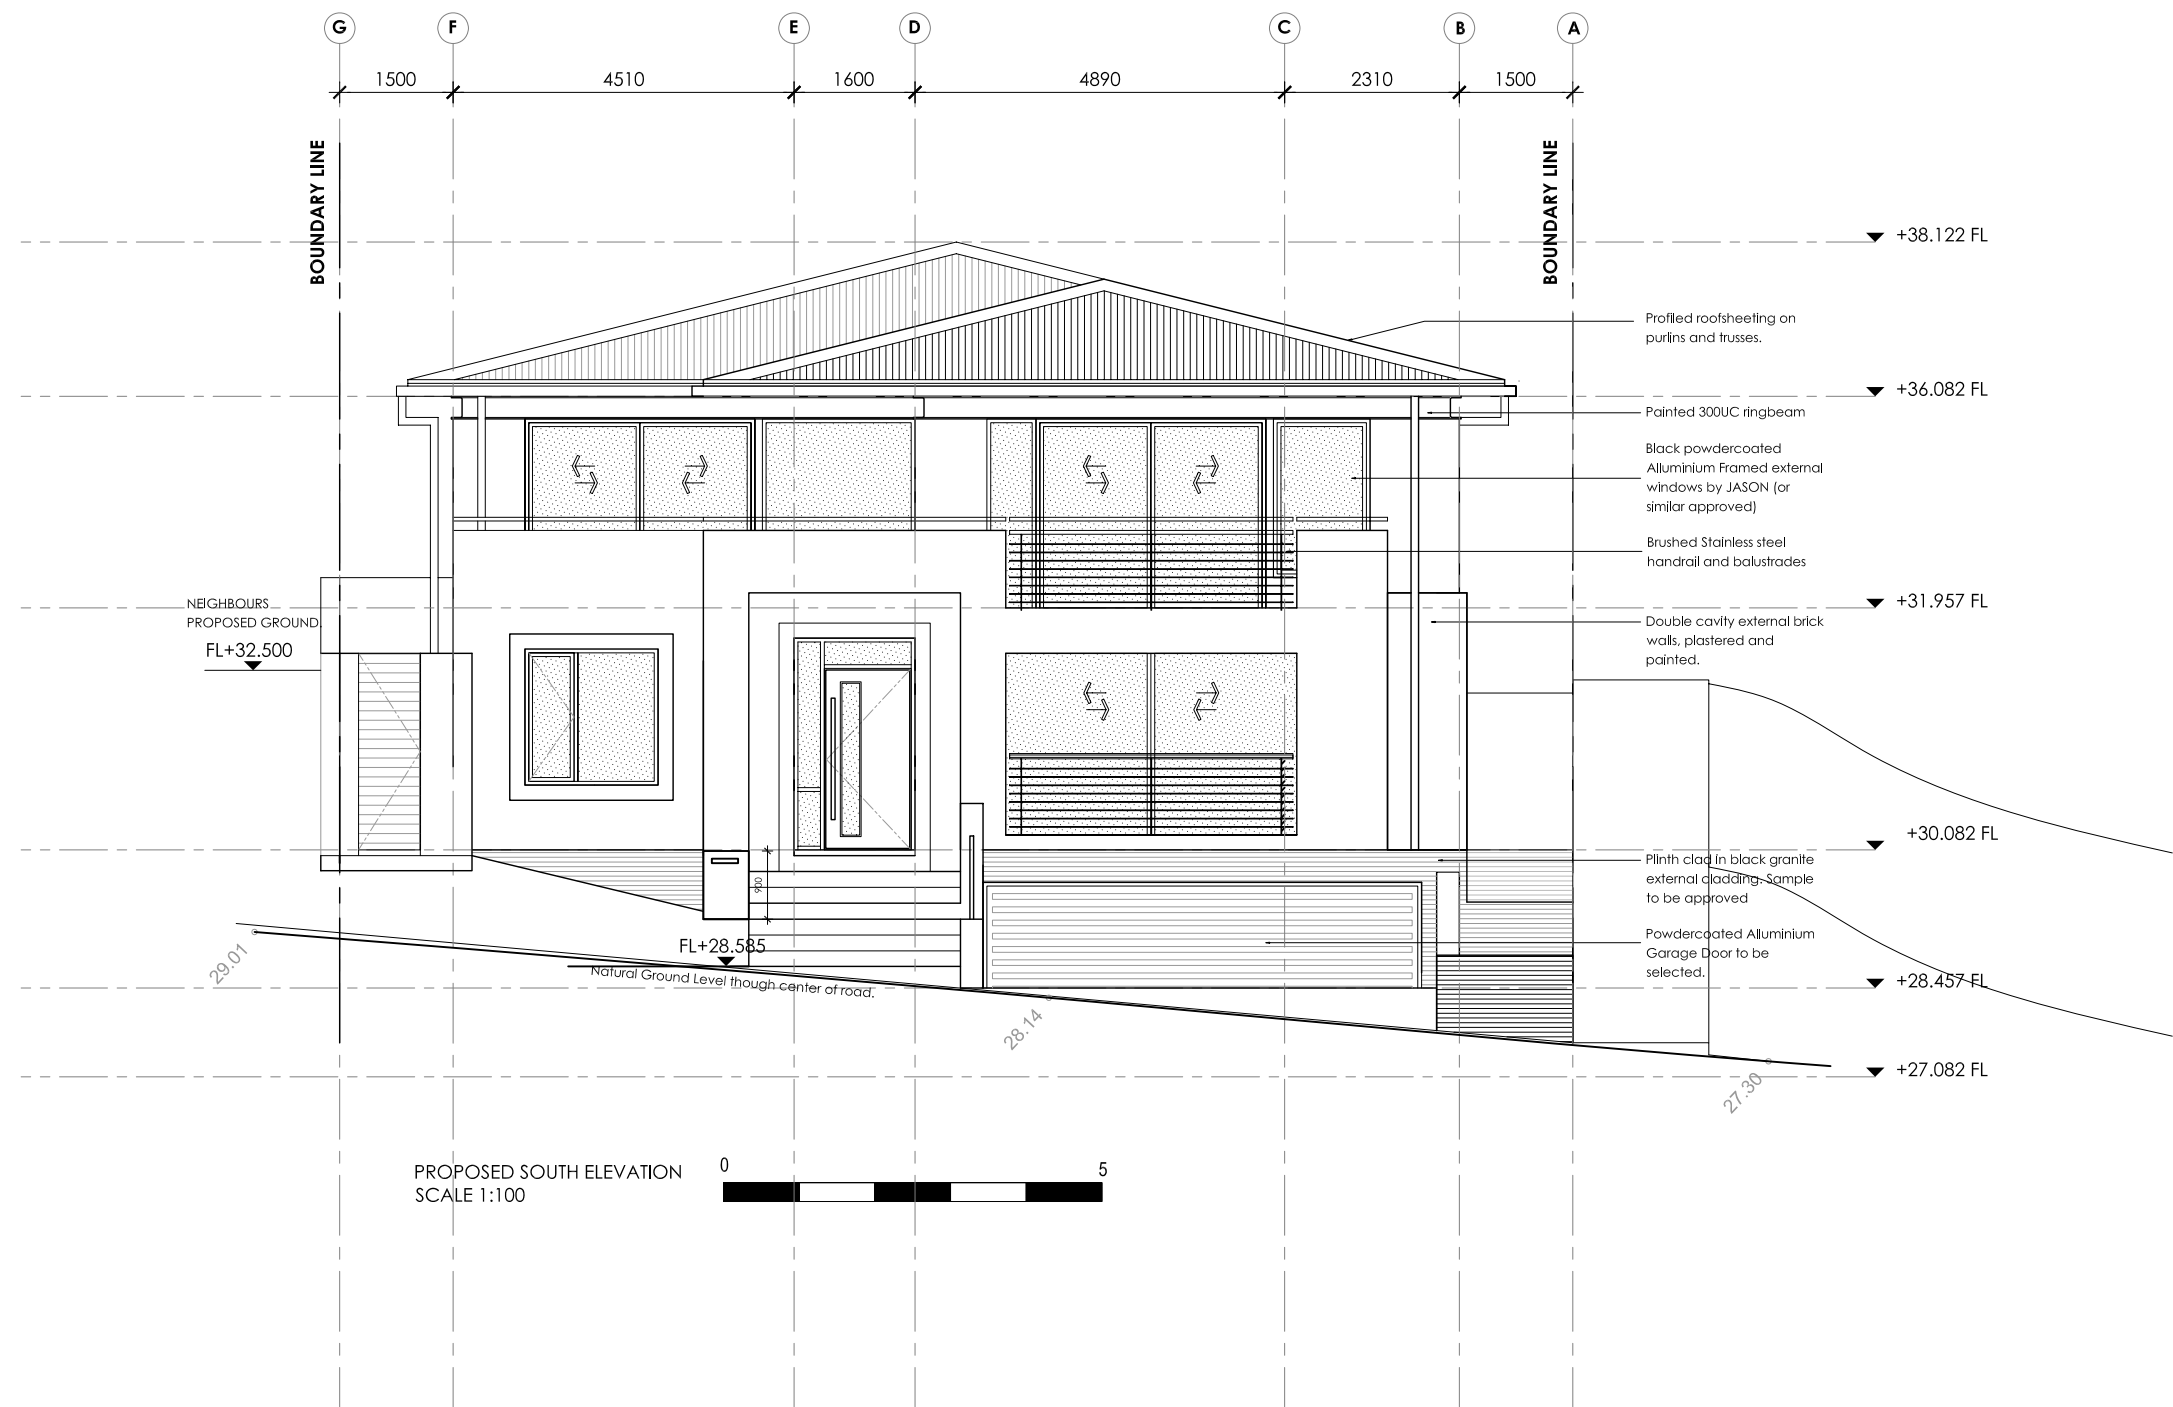 G F E D C B A
1500 4510 1600 4890 2310 1500
BOUNDARY LINE
BOUNDARY LINE
+38.122 FL
Profiled roofsheeting on
purlins and trusses.
+36.082 FL
Painted 300UC ringbeam
Black powdercoated
Alluminium Framed external
windows by JASON (or
similar approved)
Brushed Stainless steel
handrail and balustrades
+31.957 FL
NEIGHBOURS
PROPOSED GROUND.
FL+32.500
Double cavity external brick
walls, plastered and
painted.
+30.082 FL
Plinth clad in black granite
external cladding. Sample
to be approved
900
Powdercoated Alluminium
Garage Door to be
selected.
FL+28.585
Natural Ground Level though center of road.
29.01
28.14
27.30
+28.457 FL
+27.082 FL
PROPOSED SOUTH ELEVATION
SCALE 1:100
0 5